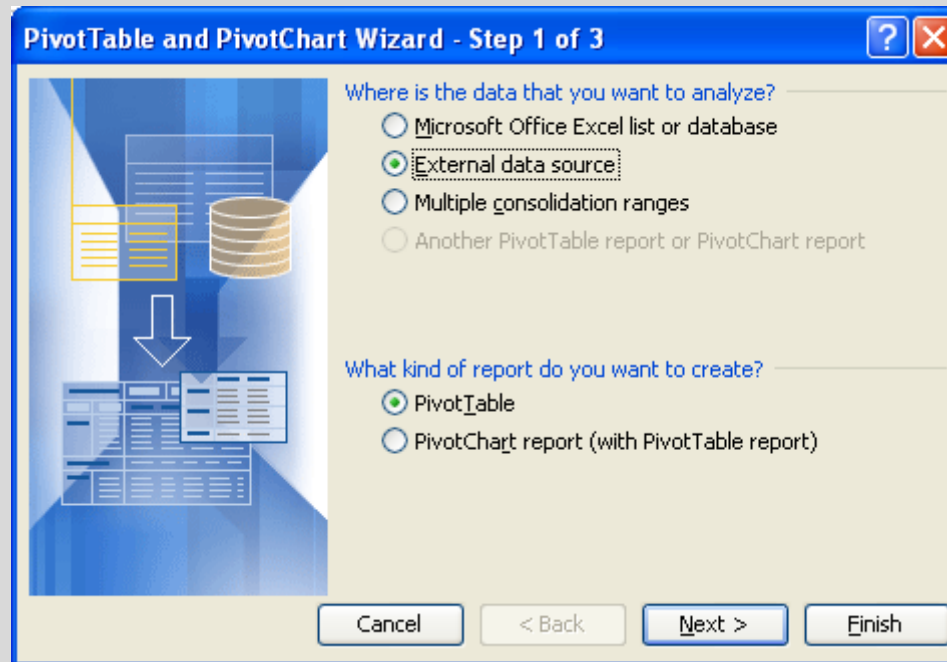 PivotTable and PivotChart Wizard - Step 1 of 3
?
Where is the data that you want to analyze?
Microsoft Office Excel list or database
External data source
Multiple consolidation ranges
Another PivotTable report or PivotChart report
What kind of report do you want to create?
PivotTable
PivotChart report (with PivotTable report)
Cancel < Back Next > Finish